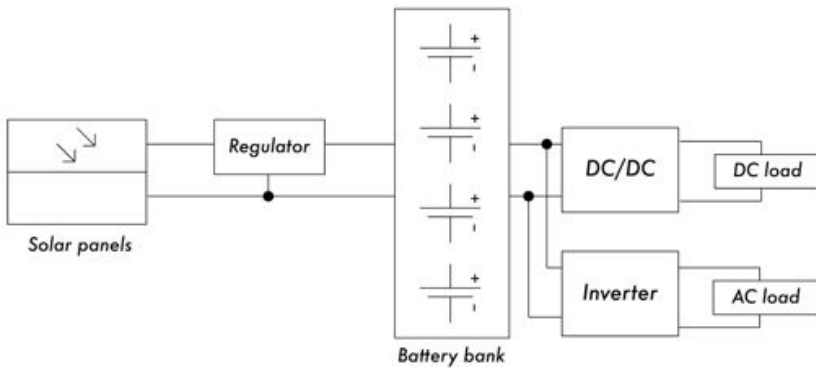 Solar panels
Regulator
+
-
+
-
+
-
+
-
Battery bank
DC/DC
DC load
Inverter
AC load